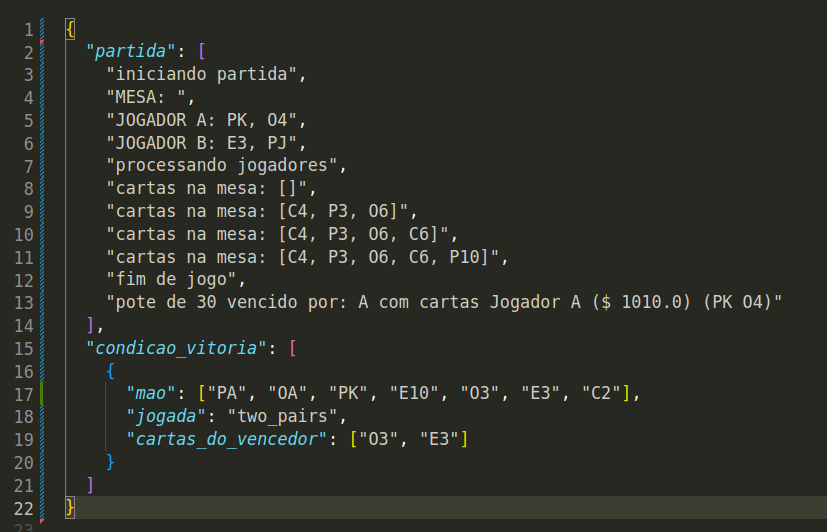 1 {
2 "partida": [
3 "iniciando partida",
4 "MESA: ",
5 "JOGADOR A: PK, O4",
6 "JOGADOR B: E3, PJ",
7 "processando jogadores",
8 "cartas na mesa: []",
9 "cartas na mesa: [C4, P3, O6]",
10 "cartas na mesa: [C4, P3, O6, C6]",
11 "cartas na mesa: [C4, P3, O6, C6, P10]",
12 "fim de jogo",
13 "pote de 30 vencido por: A com cartas Jogador A ($ 1010.0) (PK O4)"
14 ],
15 "condicao_vitoria": [
16 {
17 "mao": ["PA", "OA", "PK", "E10", "O3", "E3", "C2"],
18 "jogada": "two_pairs",
19 "cartas_do_vencedor": ["O3", "E3"]
20 }
21 ]
22 }
23